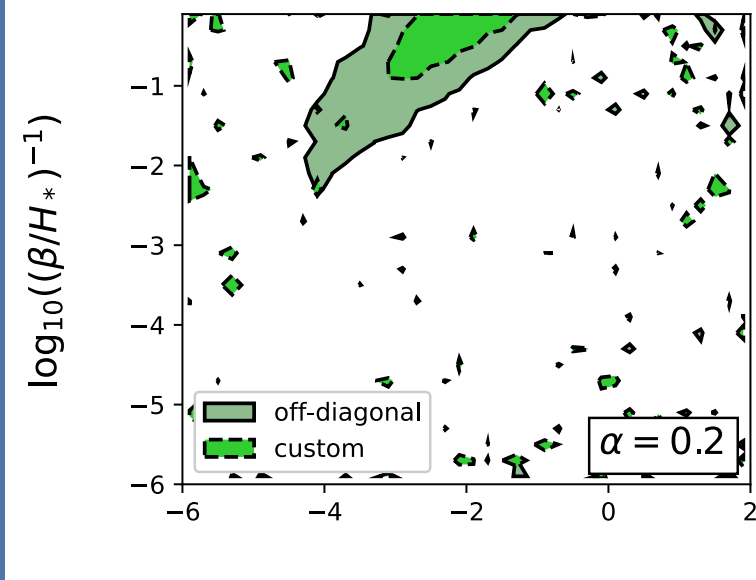 log₁₀((β/H∗)⁻¹)
−1
−2
−3
−4
−5
−6
off-diagonal
custom
α = 0.2
−6
−4
−2
0
2